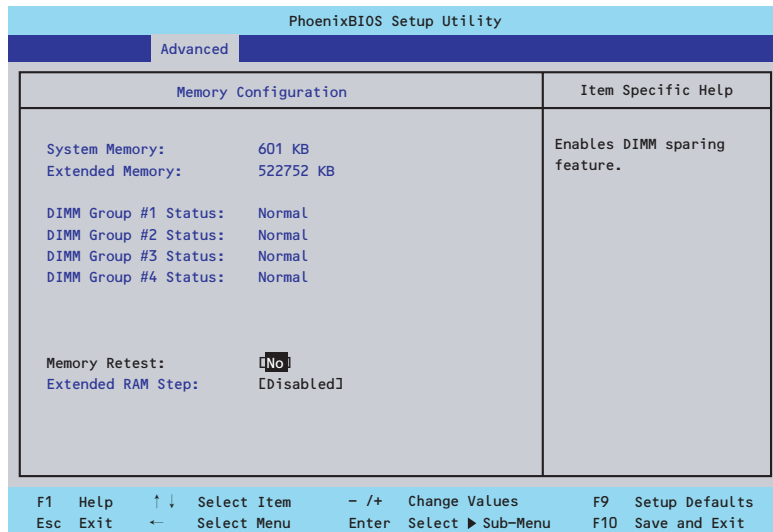 PhoenixBIOS Setup Utility
Advanced
Memory Configuration
Item Specific Help
System Memory: 601 KB
Extended Memory: 522752 KB
DIMM Group #1 Status: Normal
DIMM Group #2 Status: Normal
DIMM Group #3 Status: Normal
DIMM Group #4 Status: Normal
Memory Retest: [No]
Extended RAM Step: [Disabled]
Enables DIMM sparing
feature.
F1 Help ↑↓ Select Item − /+ Change Values F9 Setup Defaults
Esc Exit ← Select Menu Enter Select ▶ Sub−Menu F10 Save and Exit